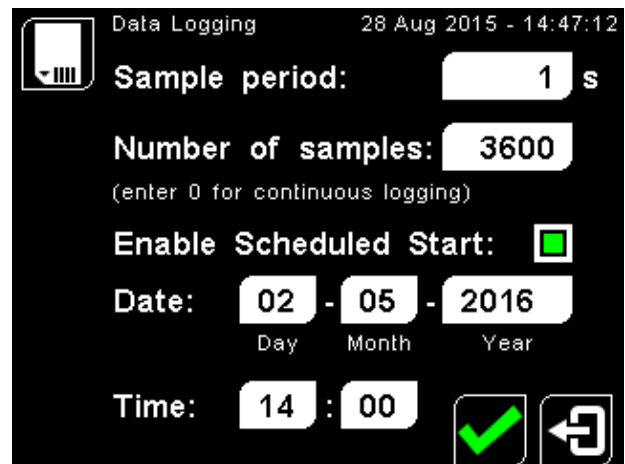 Data Logging 28 Aug 2015 - 14:47:12
Sample period: 1 s
Number of samples: 3600
(enter 0 for continuous logging)
Enable Scheduled Start:
Date: 02 - 05 - 2016
Day Month Year
Time: 14 : 00